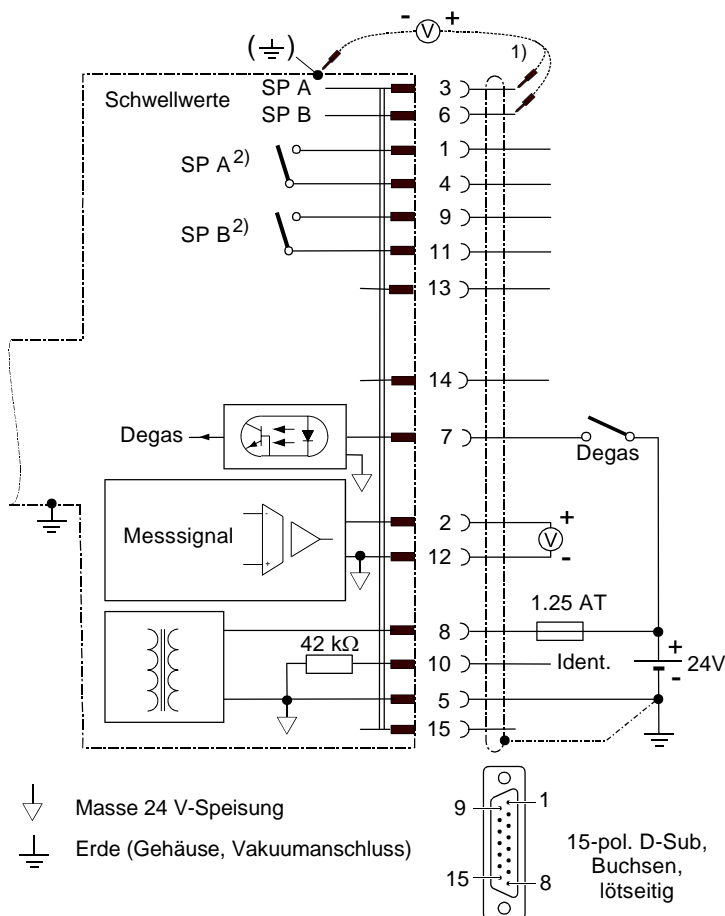 - V +
(⏚)
1)
Schwellwerte
SP A
3
SP B
6
SP A 2)
1
4
SP B 2)
9
11
13
14
Degas
7
Degas
Messsignal
2
+
V
12
-
8
1.25 AT
42 kΩ
10
Ident.
+
24V
-
5
15
Masse 24 V-Speisung
Erde (Gehäuse, Vakuumanschluss)
9
1
15
8
15-pol. D-Sub,
Buchsen,
lötseitig